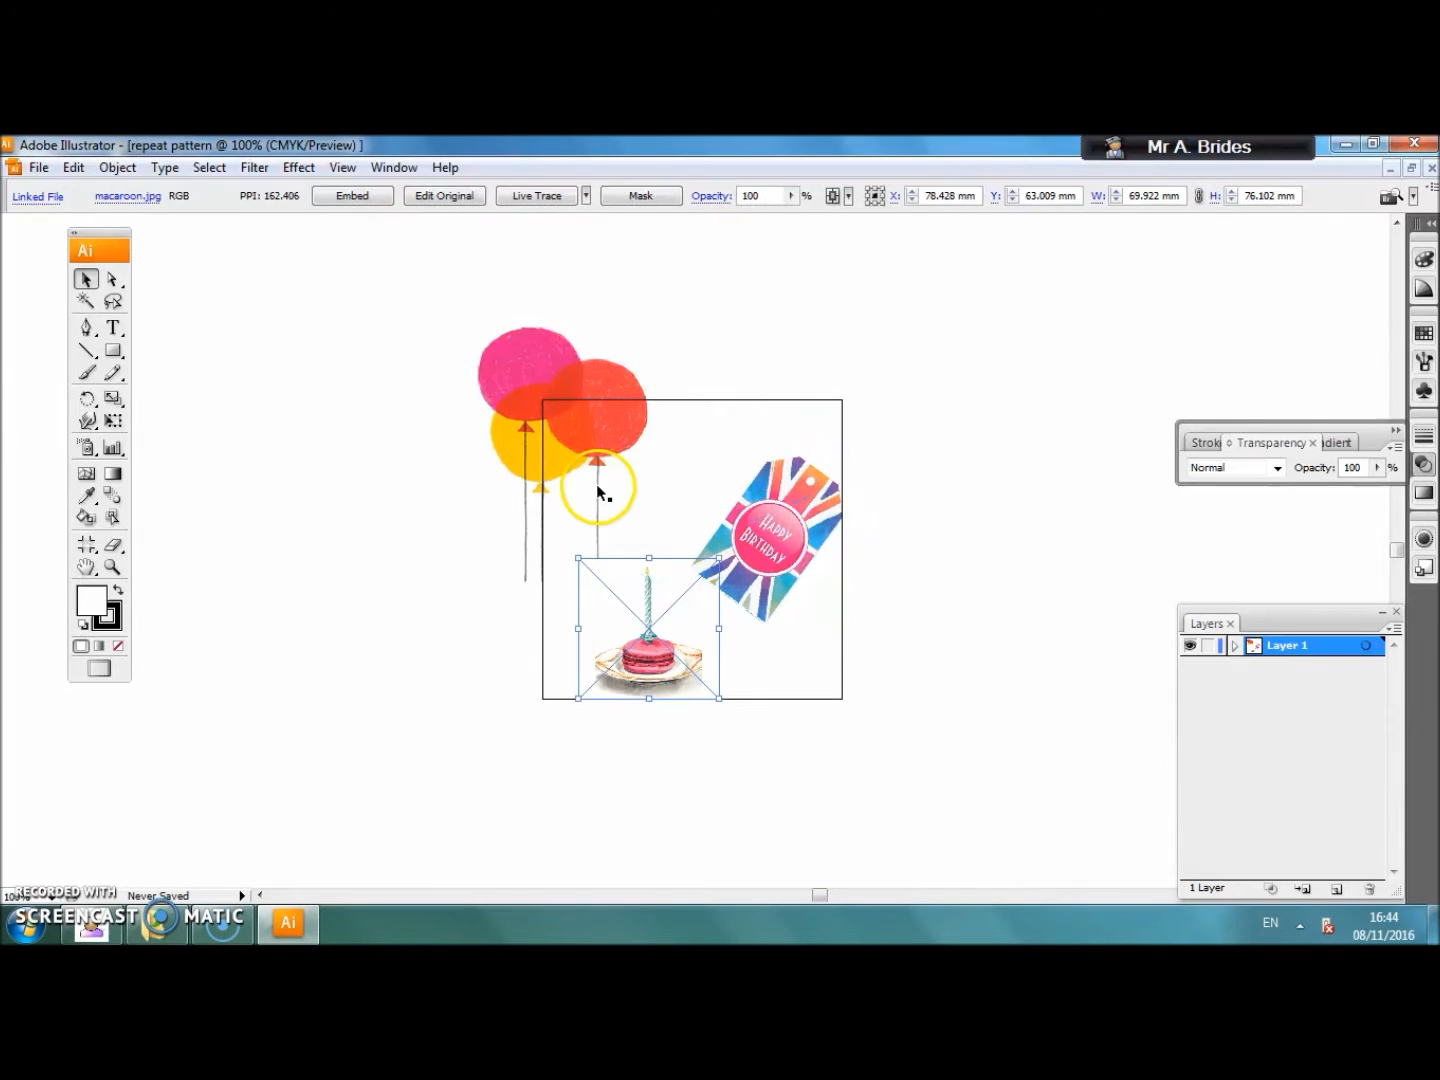 Adobe Illustrator - [repeat pattern @ 100% (CMYK/Preview) ]
Mr A. Brides
File Edit Object Type Select Filter Effect View Window Help
Linked File macaroon.jpg RGB PPI: 162.406 Embed Edit Original Live Trace Mask Opacity: 100 % X: 78.428 mm Y: 63.009 mm W: 69.922 mm H: 76.102 mm
Ai
T
HAPPY
BIRTHDAY
Strok Transparency adient
Normal Opacity: 100 %
Layers
Layer 1
1 Layer
Never Saved
RECORDED WITH
SCREENCAST MATIC
Ai
EN
16:44
08/11/2016